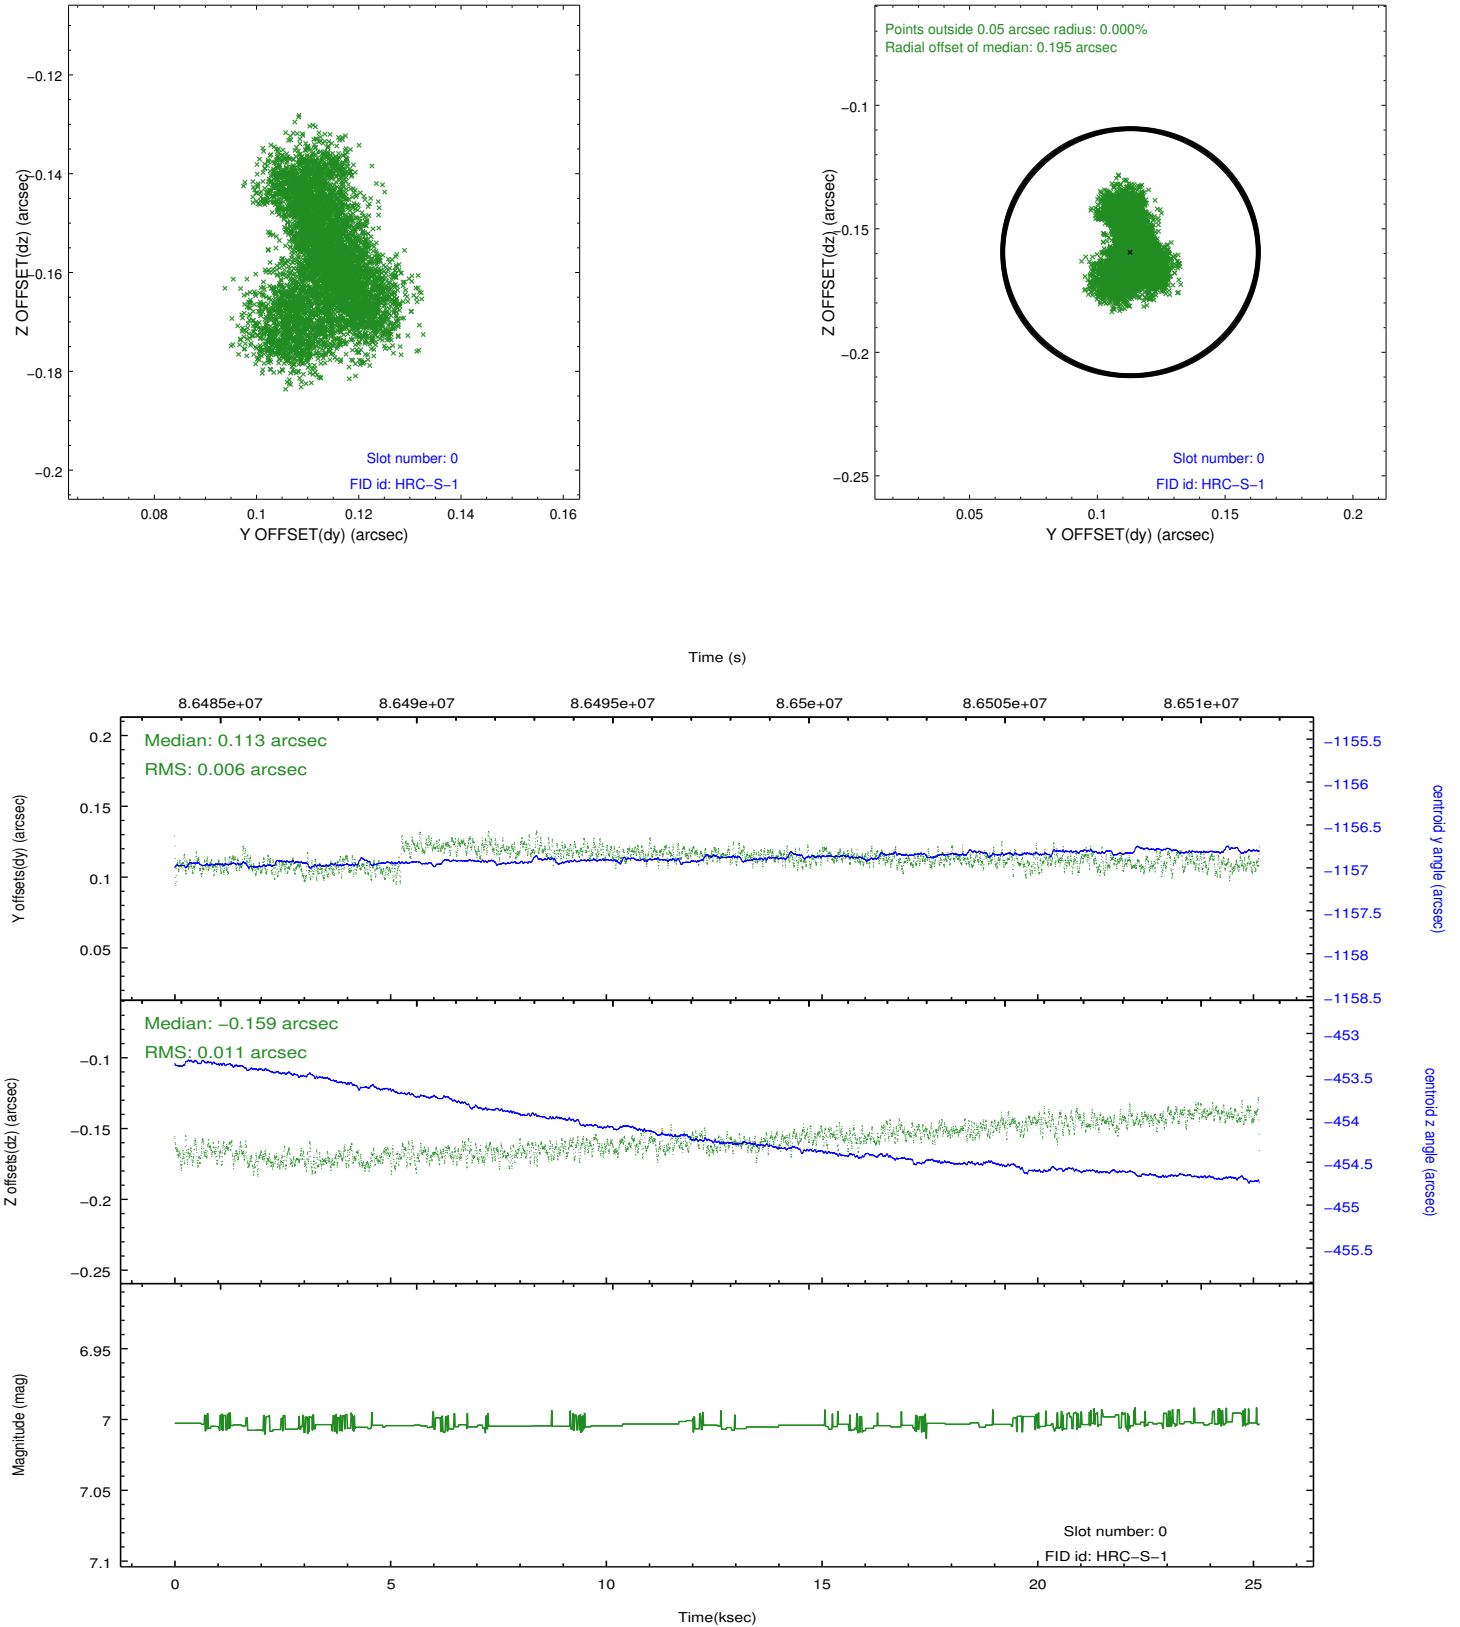 −0.12
−0.14
−0.16
−0.18
−0.2
Z OFFSET(dz) (arcsec)
Slot number: 0
FID id: HRC−S−1
0.08
0.1
0.12
0.14
0.16
Y OFFSET(dy) (arcsec)
Points outside 0.05 arcsec radius: 0.000%
Radial offset of median: 0.195 arcsec
−0.1
−0.15
−0.2
−0.25
Z OFFSET(dz) (arcsec)
Slot number: 0
FID id: HRC−S−1
0.05
0.1
0.15
0.2
Y OFFSET(dy) (arcsec)
Time (s)
8.6485e+07
8.649e+07
8.6495e+07
8.65e+07
8.6505e+07
8.651e+07
Median: 0.113 arcsec
RMS: 0.006 arcsec
0.2
0.15
0.1
0.05
Y offsets(dy) (arcsec)
−1155.5
−1156
−1156.5
−1157
−1157.5
−1158
−1158.5
centroid y angle (arcsec)
Median: −0.159 arcsec
RMS: 0.011 arcsec
−0.1
−0.15
−0.2
−0.25
Z offsets(dz) (arcsec)
−453
−453.5
−454
−454.5
−455
−455.5
centroid z angle (arcsec)
6.95
7
7.05
7.1
Magnitude (mag)
Slot number: 0
FID id: HRC−S−1
0
5
10
15
20
25
Time(ksec)